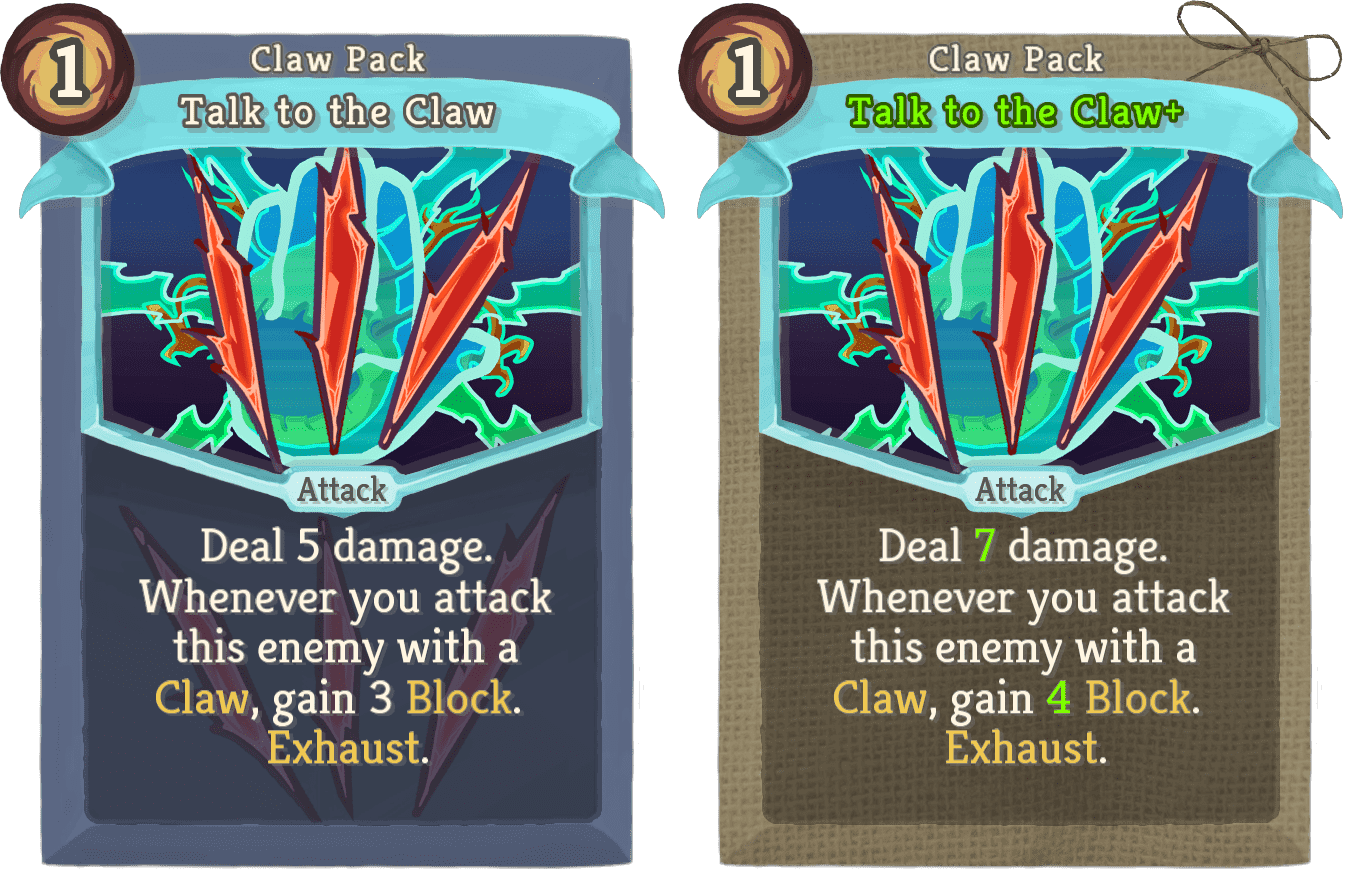 1
Claw Pack
Talk to the Claw
Attack
Deal 5 damage.
Whenever you attack
this enemy with a
Claw, gain 3 Block.
Exhaust.
1
Claw Pack
Talk to the Claw+
Attack
Deal 7 damage.
Whenever you attack
this enemy with a
Claw, gain 4 Block.
Exhaust.